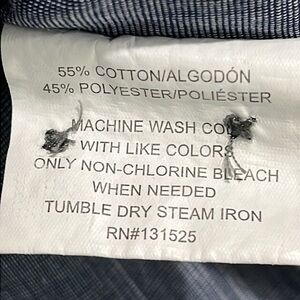 55% COTTON/ALGODÓN
45% POLYESTER/POLIÉSTER
MACHINE WASH COLD
WITH LIKE COLORS
ONLY NON-CHLORINE BLEACH
WHEN NEEDED
TUMBLE DRY STEAM IRON
RN#131525